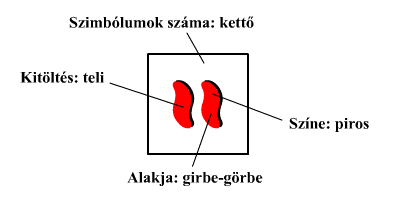 Szimbólumok száma: kettő
Kitöltés: teli
Színe: piros
Alakja: girbe-görbe